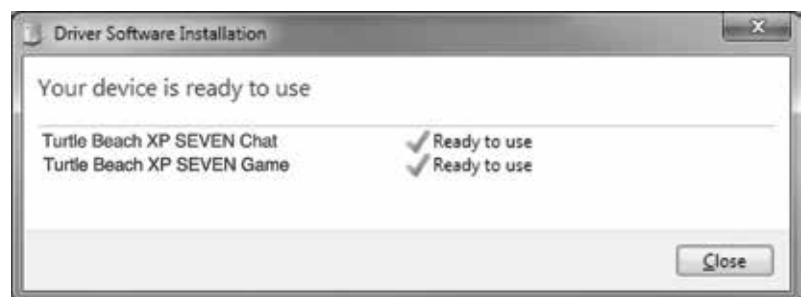 Driver Software Installation
Your device is ready to use
Turtle Beach XP SEVEN Chat Ready to use
Turtle Beach XP SEVEN Game Ready to use
Close